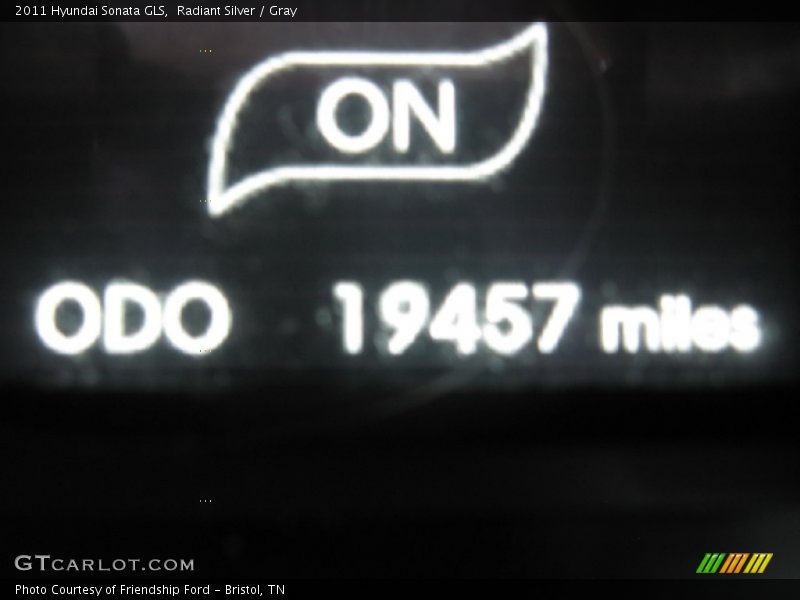 2011 Hyundai Sonata GLS, Radiant Silver / Gray
ON
ODO 19457 miles
GTCARLOT.COM
Photo Courtesy of Friendship Ford - Bristol, TN